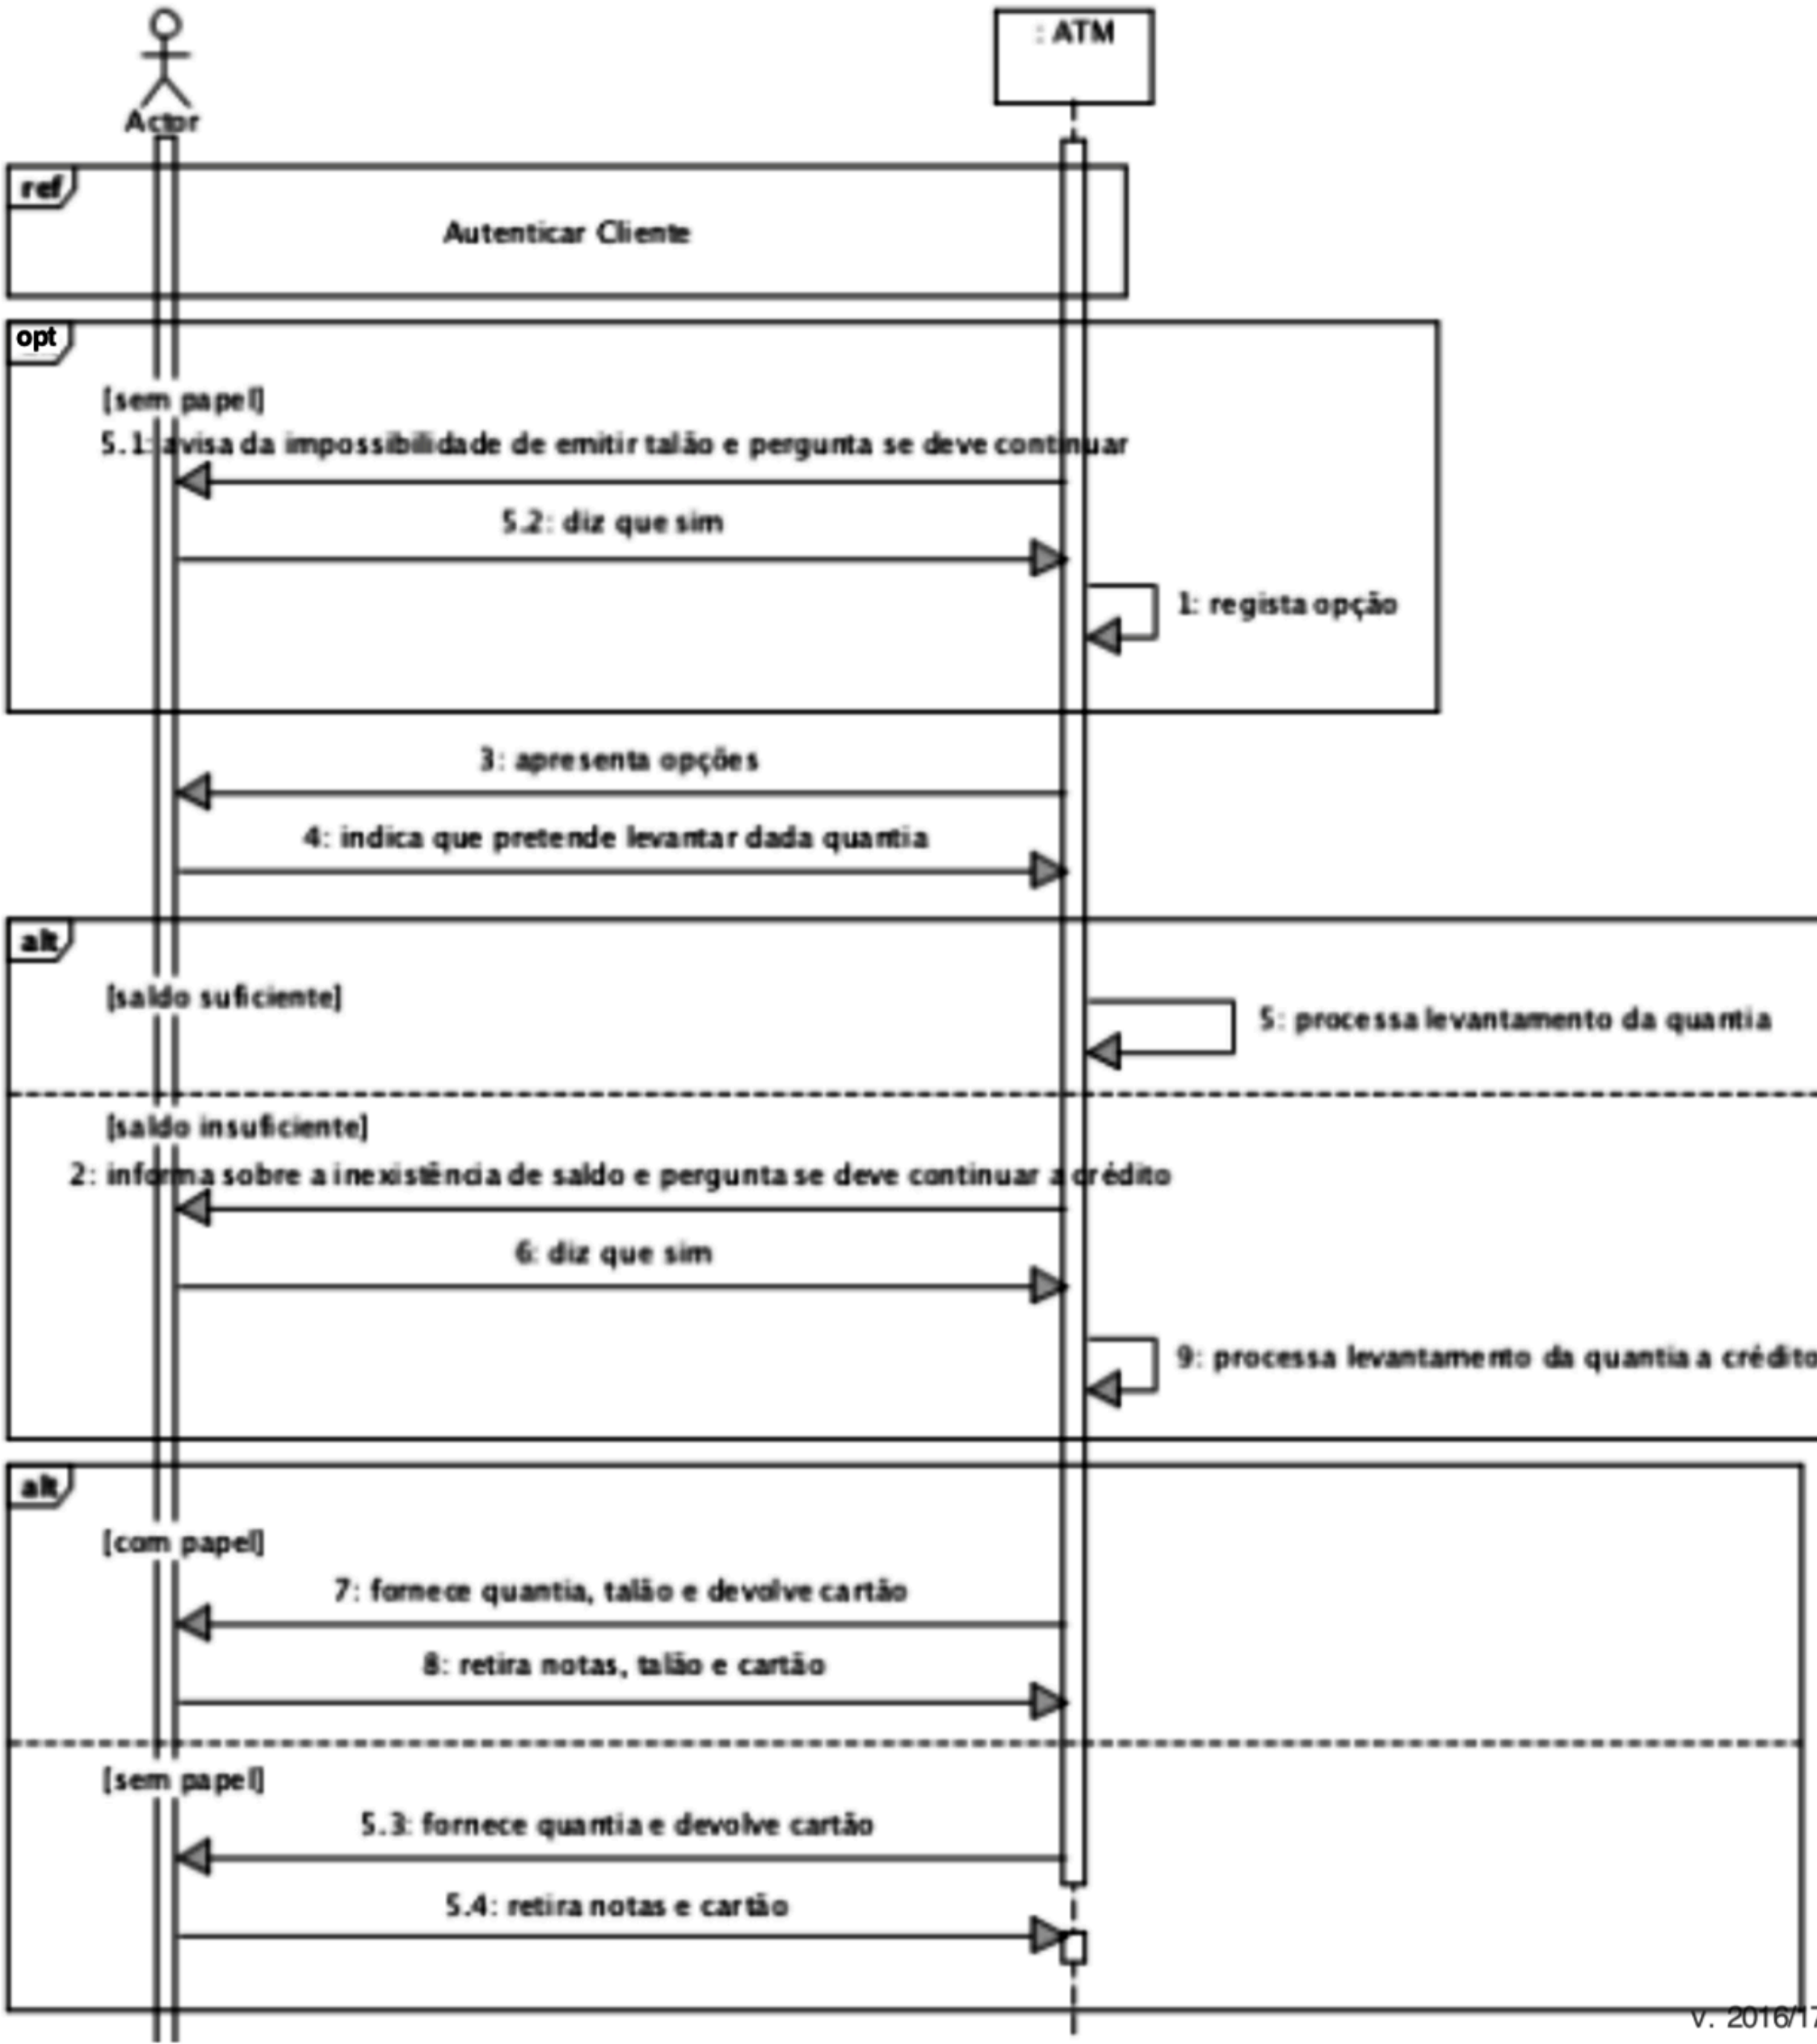 Actor
: ATM
ref
Autenticar Cliente
opt
[sem papel]
5.1: avisa da impossibilidade de emitir talão e pergunta se deve continuar
5.2: diz que sim
1: regista opção
3: apresenta opções
4: indica que pretende levantar dada quantia
alt
[saldo suficiente]
5: processa levantamento da quantia
[saldo insuficiente]
2: informa sobre a inexistência de saldo e pergunta se deve continuar a crédito
6: diz que sim
9: processa levantamento da quantia a crédito
alt
[com papel]
7: fornece quantia, talão e devolve cartão
8: retira notas, talão e cartão
[sem papel]
5.3: fornece quantia e devolve cartão
5.4: retira notas e cartão
v. 2016/17